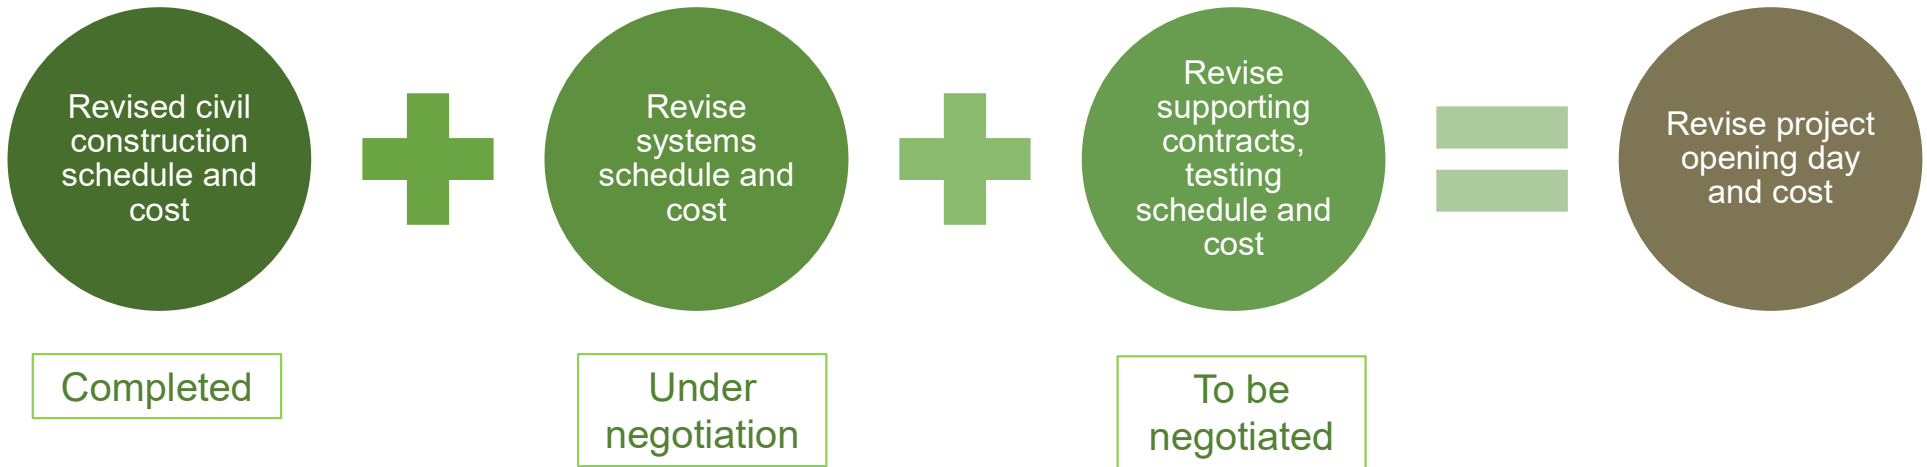 Revised civil
construction
schedule and
cost
Revise
systems
schedule and
cost
Revise
supporting
contracts,
testing
schedule and
cost
Revise project
opening day
and cost
Completed
Under
negotiation
To be
negotiated